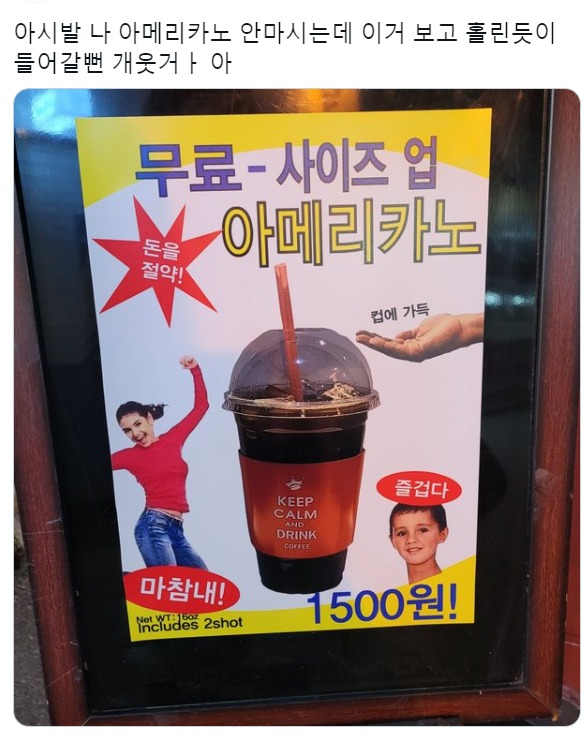 아시발 나 아메리카노 안마시는데 이거 보고 홀린듯이
들어갈뻔 개웃거ㅏ 아
무료-사이즈 업
아메리카노
돈을
절약!
컵에 가득
KEEP
CALM
AND
DRINK
COFFEE.
즐겁다
마참내!
1500원!
Net WT:16oz
Includes 2shot